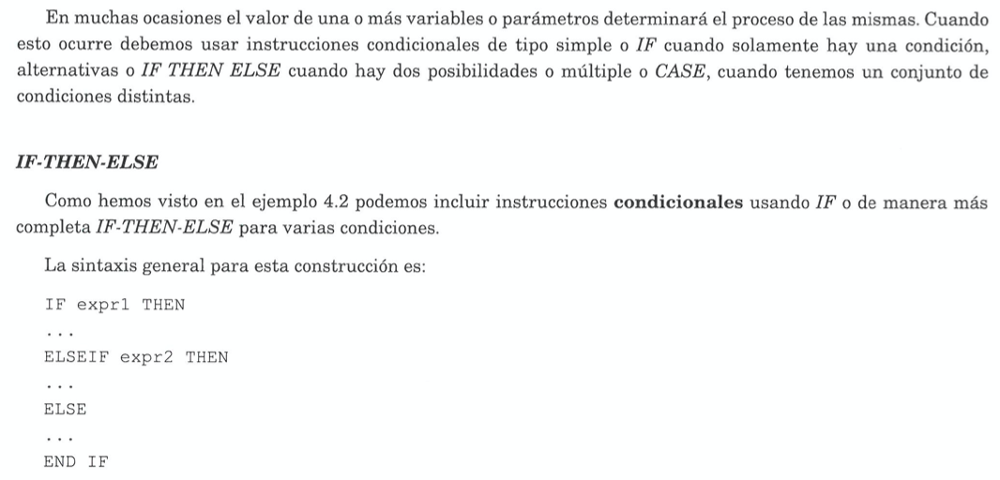 En muchas ocasiones el valor de una o más variables o parámetros determinará el proceso de las mismas. Cuando
esto ocurre debemos usar instrucciones condicionales de tipo simple o IF cuando solamente hay una condición,
alternativas o IF THEN ELSE cuando hay dos posibilidades o múltiple o CASE, cuando tenemos un conjunto de
condiciones distintas.
IF-THEN-ELSE
Como hemos visto en el ejemplo 4.2 podemos incluir instrucciones condicionales usando IF o de manera más
completa IF-THEN-ELSE para varias condiciones.
La sintaxis general para esta construcción es:
IF expr1 THEN
...
ELSEIF expr2 THEN
...
ELSE
...
END IF